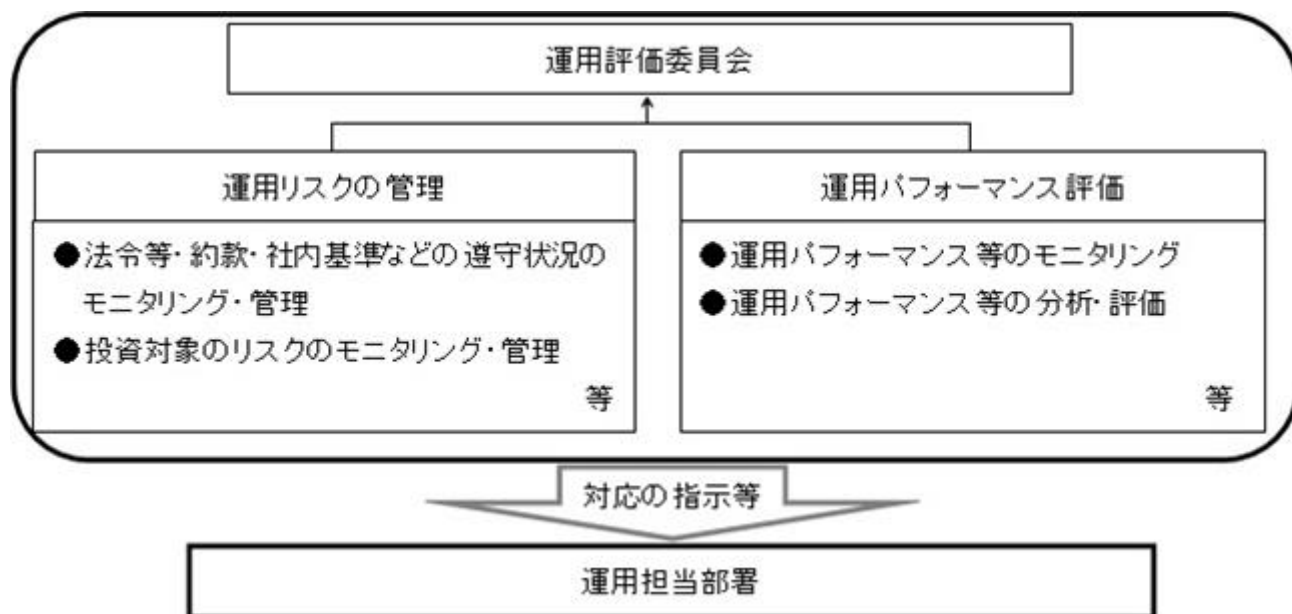 運用評価委員会
運用リスクの管理
●法令等・約款・社内基準などの遵守状況の
モニタリング・管理
●投資対象のリスクのモニタリング・管理
等
運用パフォーマンス評価
●運用パフォーマンス等のモニタリング
●運用パフォーマンス等の分析・評価
等
対応の指示等
運用担当部署